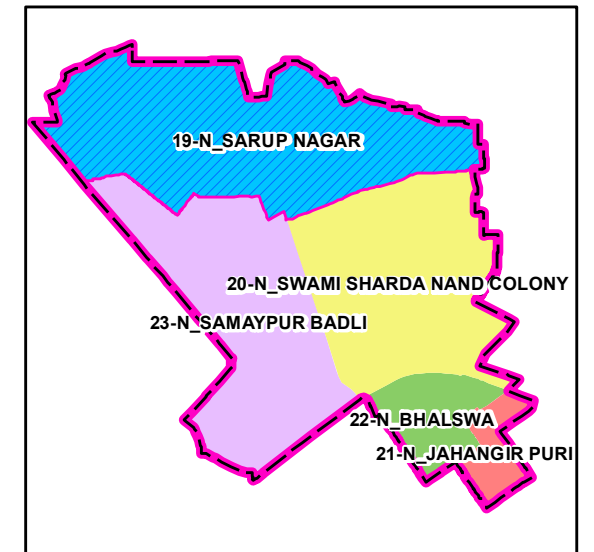 19-N_SARUP NAGAR
20-N_SWAMI SHARDA NAND COLONY
23-N_SAMAYPUR BADLI
22-N_BHALSWA
21-N_JAHANGIR PURI